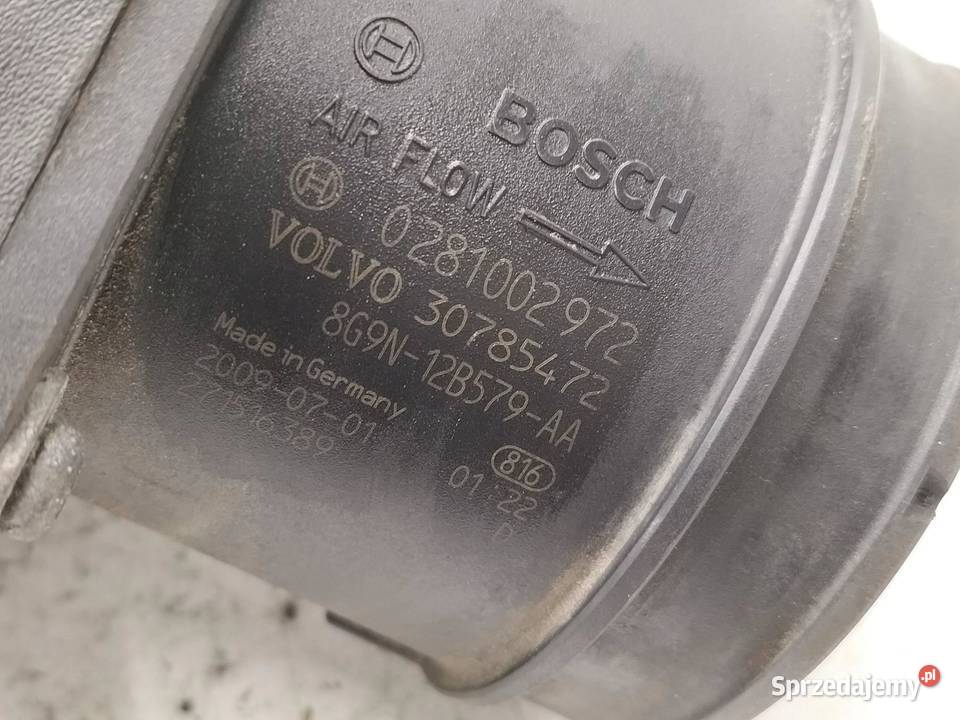 BOSCH
AIR FLOW
0281002972
VOLVO 30785472
8G9N-12B579-AA
Made in Germany
2009-07-01
816
01:22
D
Sprzedajemy.pl